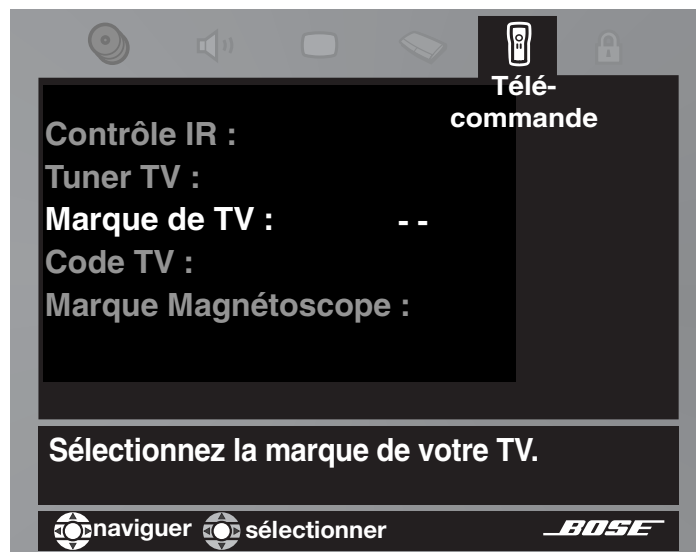 Télé-
commande
Contrôle IR :
Tuner TV :
Marque de TV : - -
Code TV :
Marque Magnétoscope :
Sélectionnez la marque de votre TV.
naviguer sélectionner BOSE